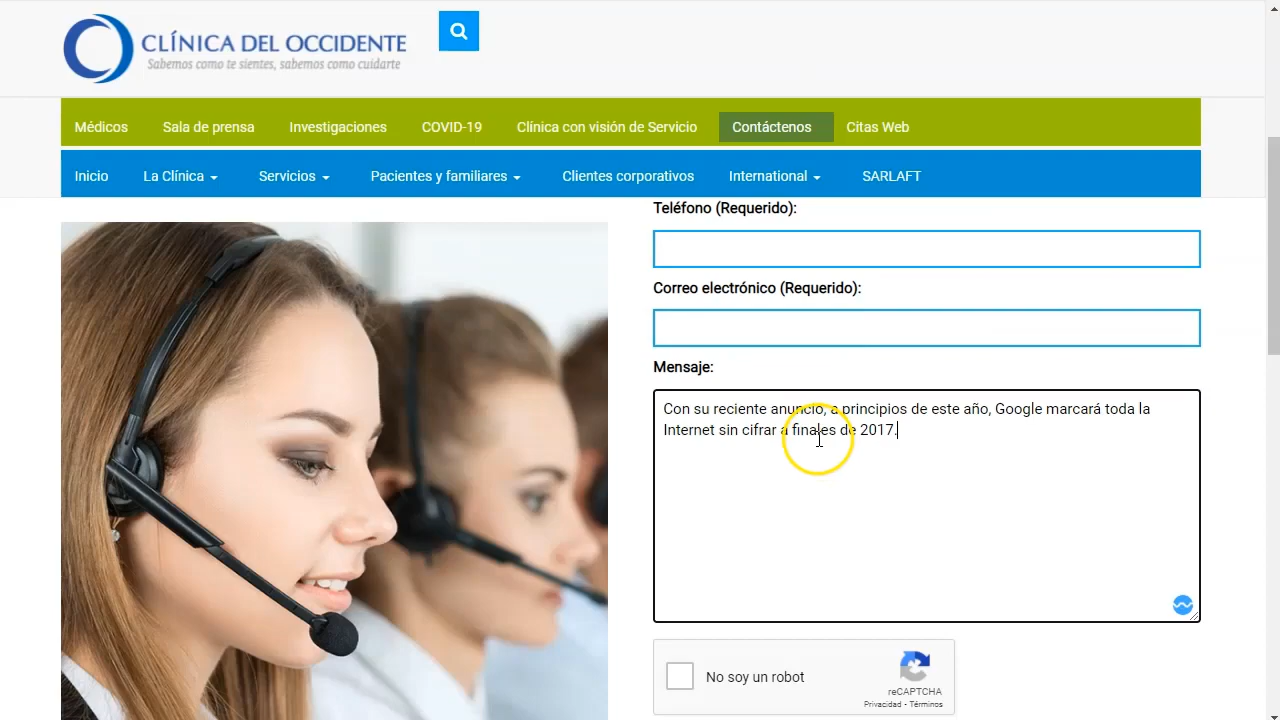 CLÍNICA DEL OCCIDENTE
Sabemos como te sientes, sabemos como cuidarte
Médicos Sala de prensa Investigaciones COVID-19 Clínica con visión de Servicio Contáctenos Citas Web
Inicio La Clínica Servicios Pacientes y familiares Clientes corporativos International SARLAFT
Teléfono (Requerido):
Correo electrónico (Requerido):
Mensaje:
Con su reciente anuncio, a principios de este año, Google marcará toda la
Internet sin cifrar a finales de 2017.
No soy un robot
reCAPTCHA
Privacidad - Términos